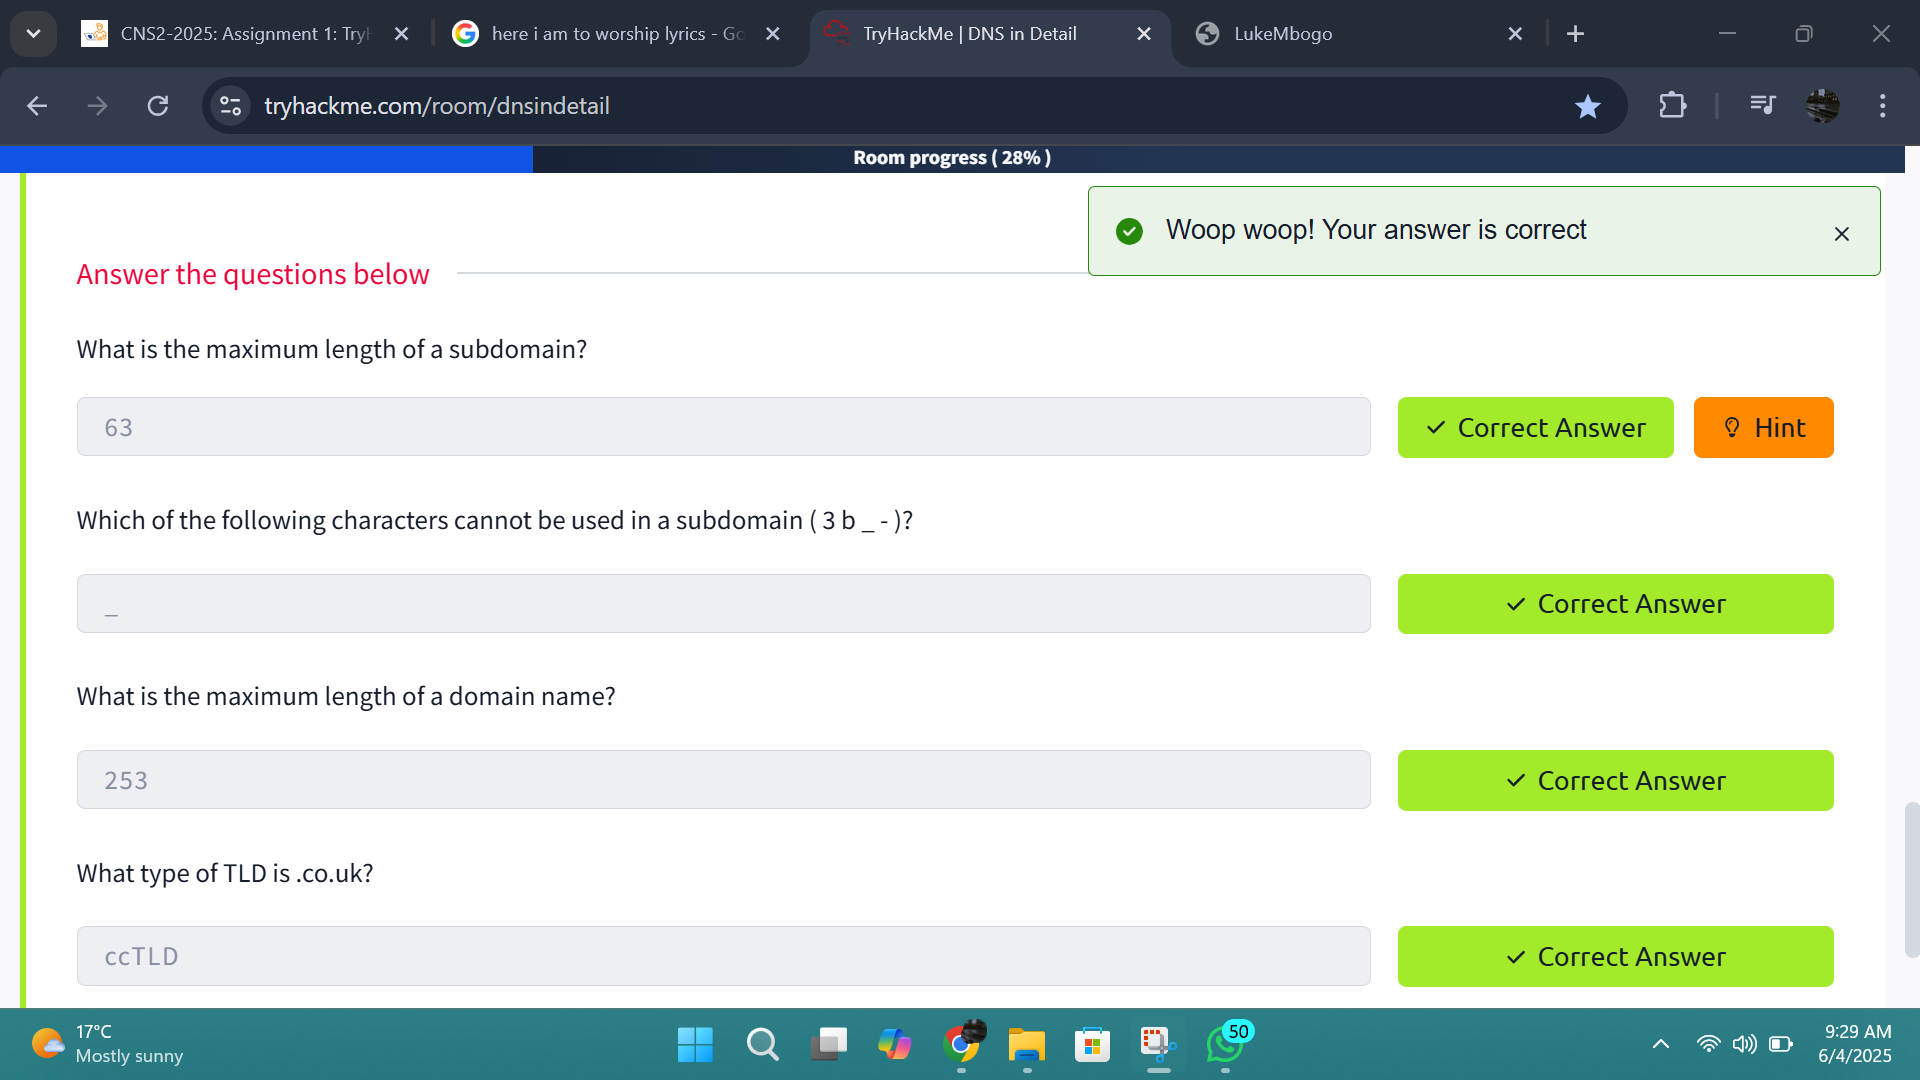 CNS2-2025: Assignment 1: Try
here i am to worship lyrics - Go
TryHackMe | DNS in Detail
LukeMbogo
tryhackme.com/room/dnsindetail
Room progress ( 28% )
Woop woop! Your answer is correct
Answer the questions below
What is the maximum length of a subdomain?
63
Correct Answer
Hint
Which of the following characters cannot be used in a subdomain ( 3 b _ - )?
_
Correct Answer
What is the maximum length of a domain name?
253
Correct Answer
What type of TLD is .co.uk?
ccTLD
Correct Answer
17°C
Mostly sunny
50
9:29 AM
6/4/2025